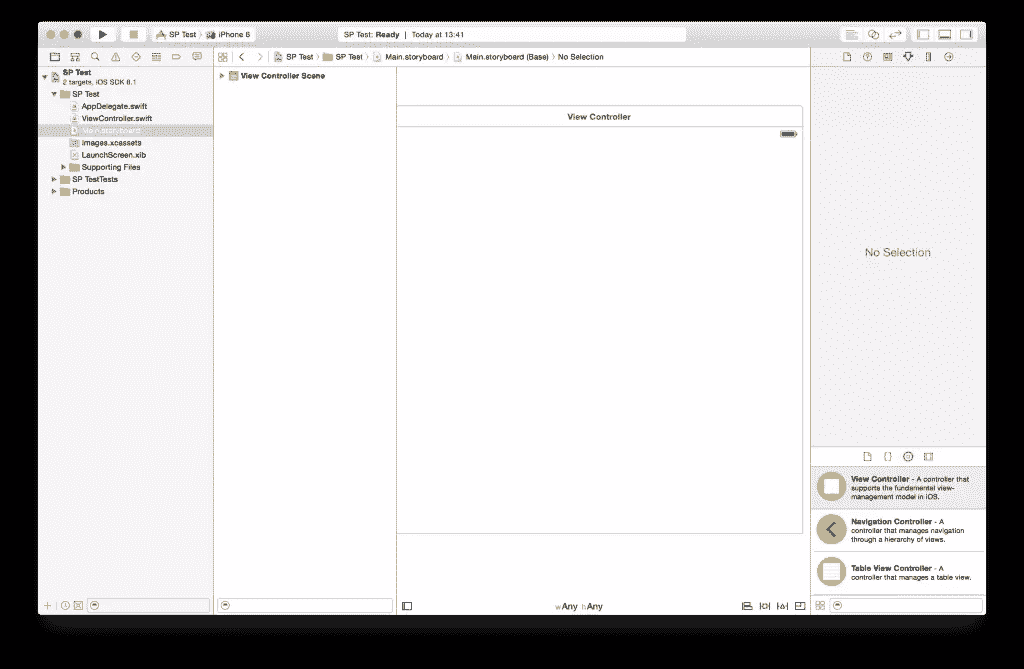 SP Test
iPhone 6
SP Test: Ready | Today at 13:41
SP Test
2 targets, iOS SDK 8.1
SP Test
AppDelegate.swift
ViewController.swift
Main.storyboard
Images.xcassets
LaunchScreen.xib
Supporting Files
SP TestTests
Products
SP Test
SP Test
Main.storyboard
Main.storyboard (Base)
No Selection
View Controller Scene
View Controller
wAny hAny
No Selection
View Controller - A controller that
supports the fundamental view-
management model in iOS.
Navigation Controller - A
controller that manages navigation
through a hierarchy of views.
Table View Controller - A
controller that manages a table view.